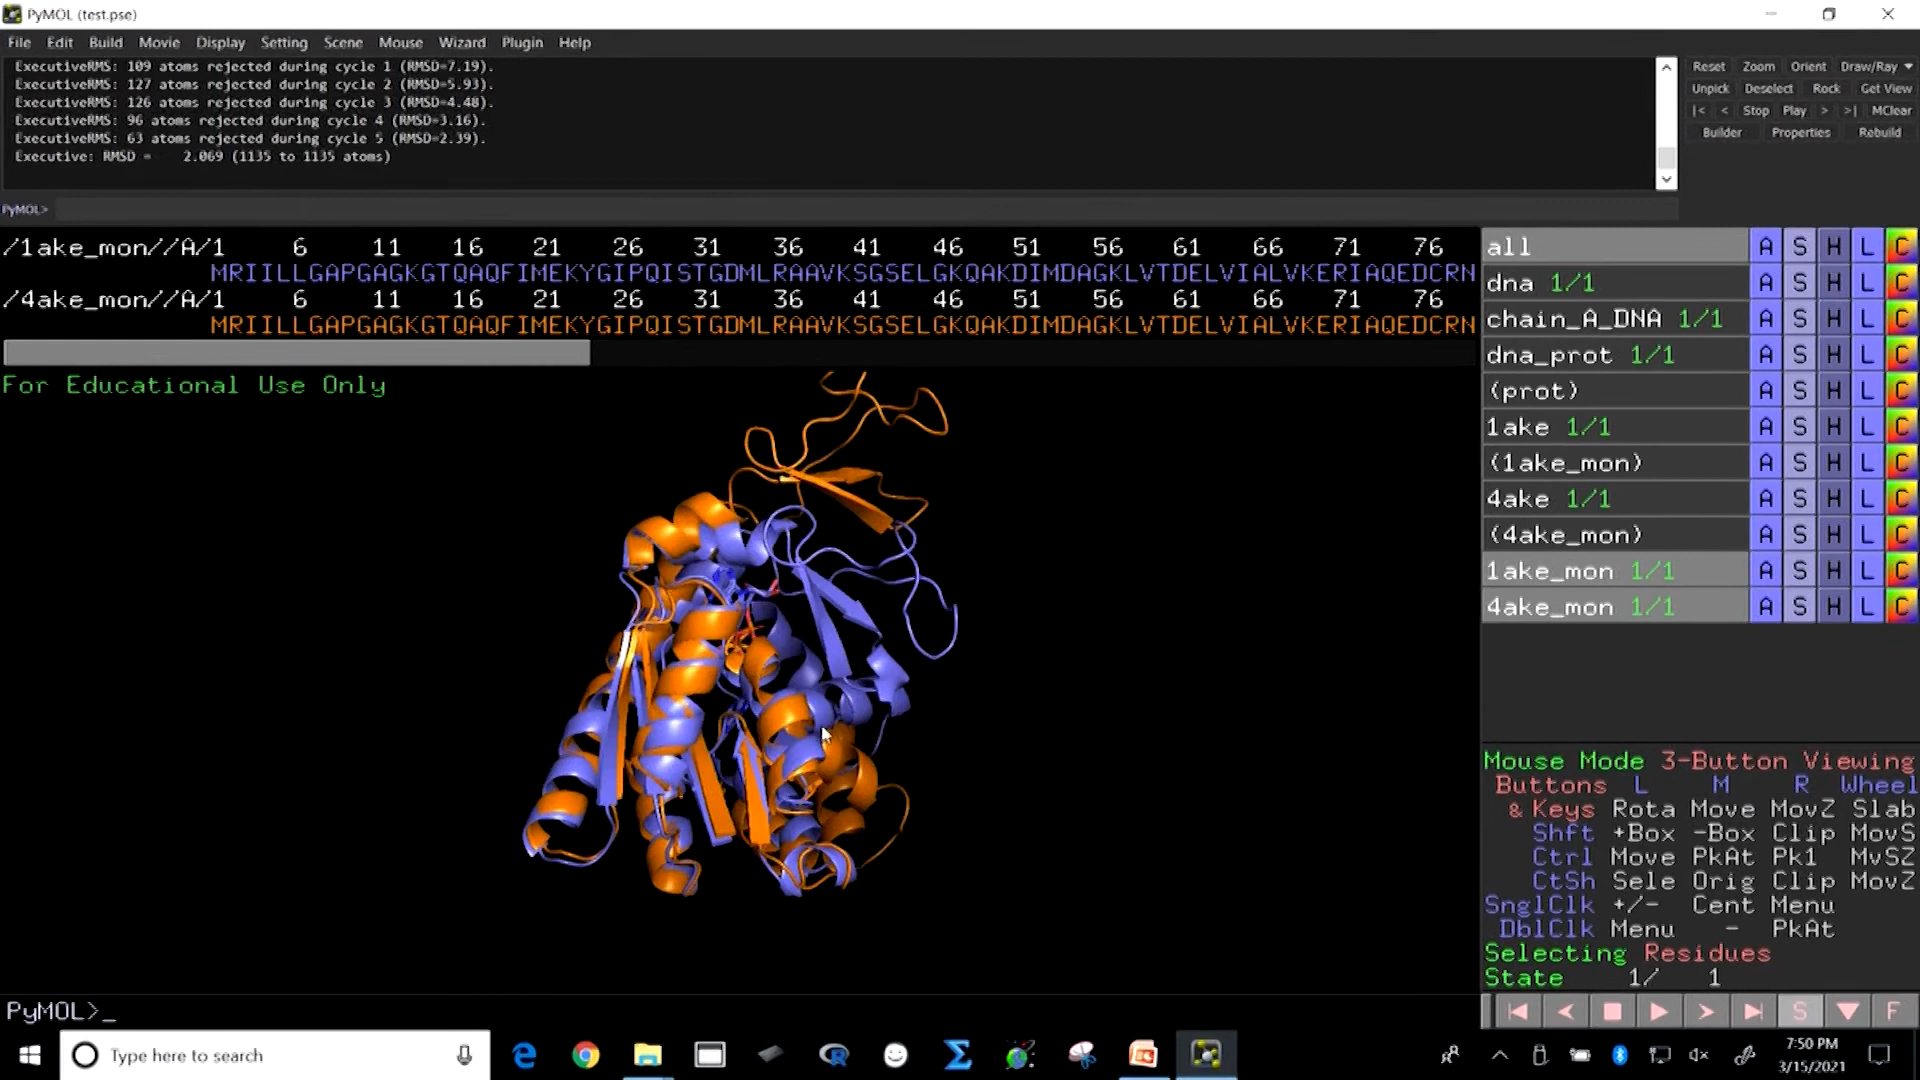 PyMOL (test.pse)
File Edit Build Movie Display Setting Scene Mouse Wizard Plugin Help
ExecutiveRMS: 109 atoms rejected during cycle 1 (RMSD=7.19).
ExecutiveRMS: 127 atoms rejected during cycle 2 (RMSD=5.93).
ExecutiveRMS: 126 atoms rejected during cycle 3 (RMSD=4.48).
ExecutiveRMS: 96 atoms rejected during cycle 4 (RMSD=3.16).
ExecutiveRMS: 63 atoms rejected during cycle 5 (RMSD=2.39).
Executive: RMSD = 2.069 (1135 to 1135 atoms)
Reset Zoom Orient Draw/Ray
Unpick Deselect Rock Get View
|< < Stop Play > >| MClear
Builder Properties Rebuild
PyMOL>
/1ake_mon//A/1 6 11 16 21 26 31 36 41 46 51 56 61 66 71 76
MRIILLGAPGAGKGTQAQFIMEKYGIPQISTGDMLRAAVKSGSELGKQAKDIMDAGKLVTDELVIALVKERIAQEDCRN
/4ake_mon//A/1 6 11 16 21 26 31 36 41 46 51 56 61 66 71 76
MRIILLGAPGAGKGTQAQFIMEKYGIPQISTGDMLRAAVKSGSELGKQAKDIMDAGKLVTDELVIALVKERIAQEDCRN
For Educational Use Only
all A S H L C
dna 1/1 A S H L C
chain_A_DNA 1/1 A S H L C
dna_prot 1/1 A S H L C
(prot) A S H L C
1ake 1/1 A S H L C
(1ake_mon) A S H L C
4ake 1/1 A S H L C
(4ake_mon) A S H L C
1ake_mon 1/1 A S H L C
4ake_mon 1/1 A S H L C
Mouse Mode 3-Button Viewing
Buttons L M R Wheel
& Keys Rota Move MovZ Slab
Shft +Box -Box Clip MovS
Ctrl Move PkAt Pk1 MvSZ
CtSh Sele Orig Clip MovZ
SnglClk +/- Cent Menu
DblClk Menu - PkAt
Selecting Residues
State 1/ 1
S F
PyMOL>_
Type here to search
7:50 PM
3/15/2021